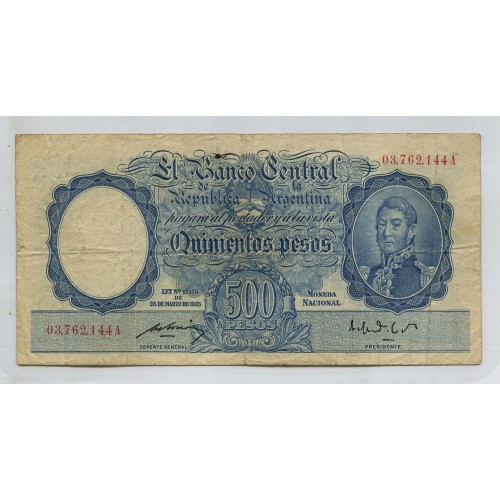 El Banco Central
03,762,144A
de la
República Argentina
pagará al portador y a la vista
Quinientos pesos
LEY Nº 12155
DE
28 DE MARZO DE 1935
500
PESOS
MONEDA
NACIONAL
03,762,144A
GERENTE GENERAL
PRESIDENTE